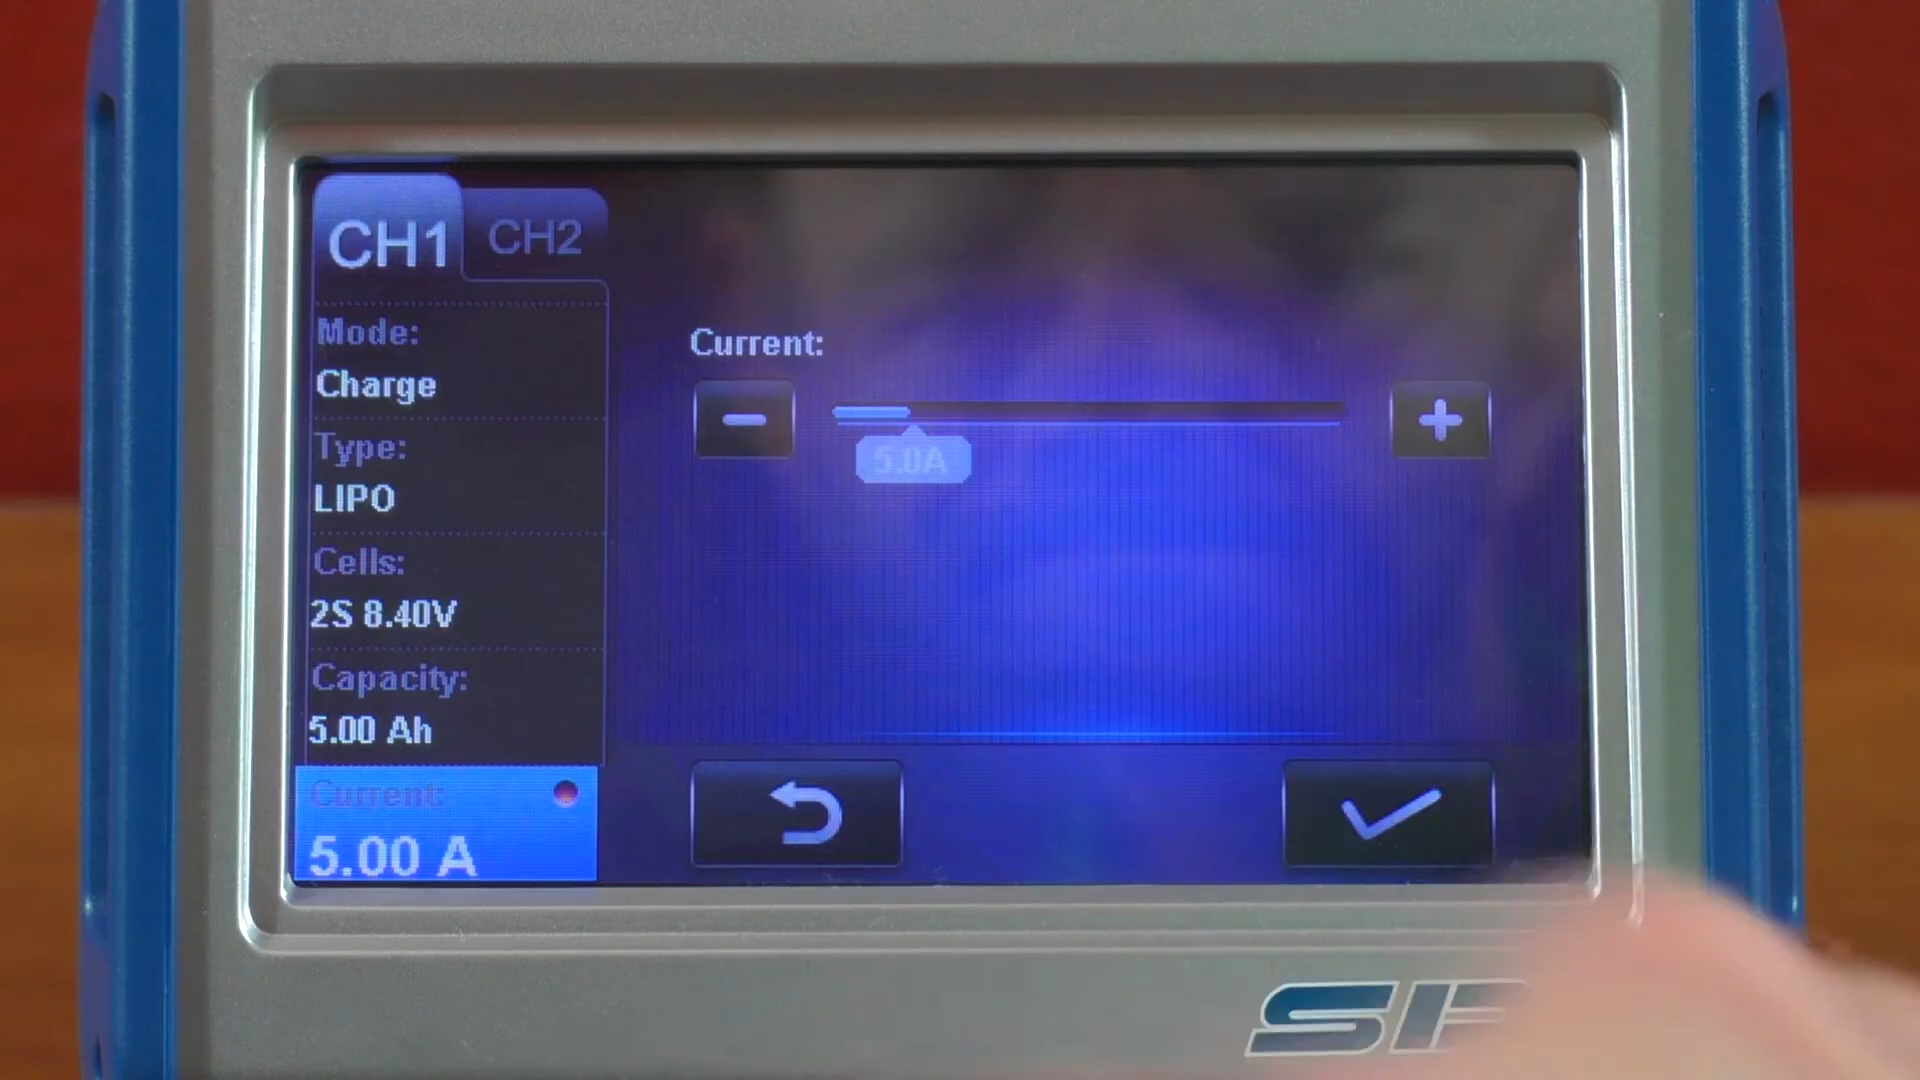 CH1 CH2
Mode:
Charge
Type:
LIPO
Cells:
2S 8.40V
Capacity:
5.00 Ah
Current:
5.00 A
Current:
5.0A